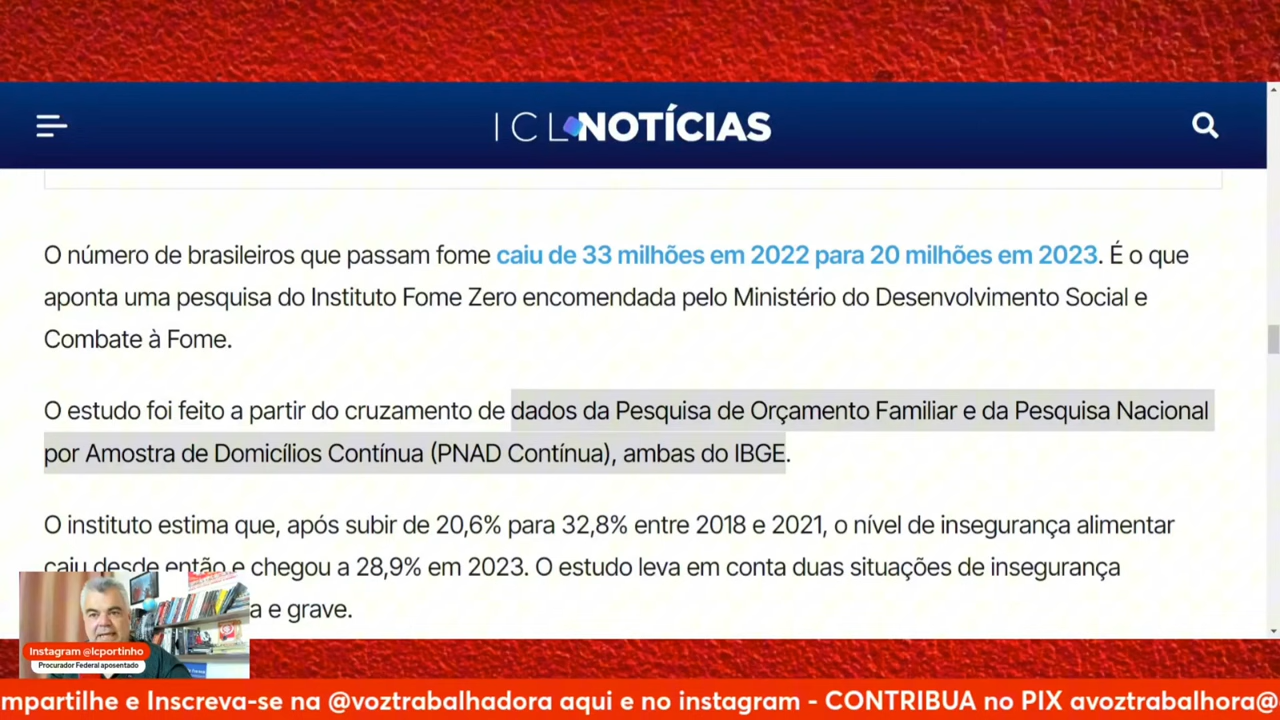 ICL NOTÍCIAS
O número de brasileiros que passam fome caiu de 33 milhões em 2022 para 20 milhões em 2023. É o que
aponta uma pesquisa do Instituto Fome Zero encomendada pelo Ministério do Desenvolvimento Social e
Combate à Fome.
O estudo foi feito a partir do cruzamento de dados da Pesquisa de Orçamento Familiar e da Pesquisa Nacional
por Amostra de Domicílios Contínua (PNAD Contínua), ambas do IBGE.
O instituto estima que, após subir de 20,6% para 32,8% entre 2018 e 2021, o nível de insegurança alimentar
caiu desde então e chegou a 28,9% em 2023. O estudo leva em conta duas situações de insegurança
a e grave.
Instagram @lcportinho
Procurador Federal aposentado
mpartilhe e Inscreva-se na @voztrabalhadora aqui e no instagram - CONTRIBUA no PIX avoztrabalhora@